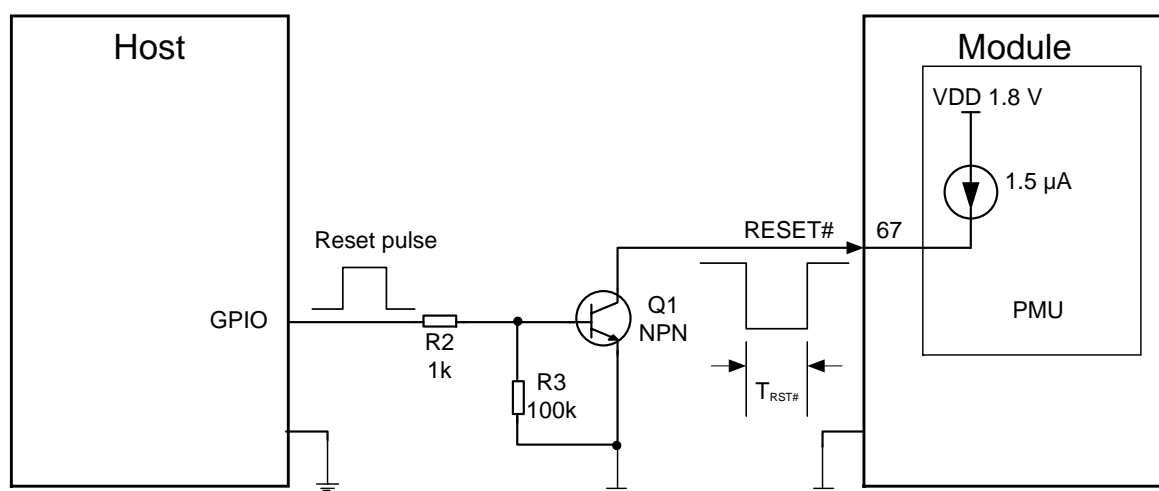 Host
Module
VDD 1.8 V
1.5 µA
Reset pulse
RESET#
67
GPIO
Q1
NPN
PMU
R2
1k
R3
100k
TRST#